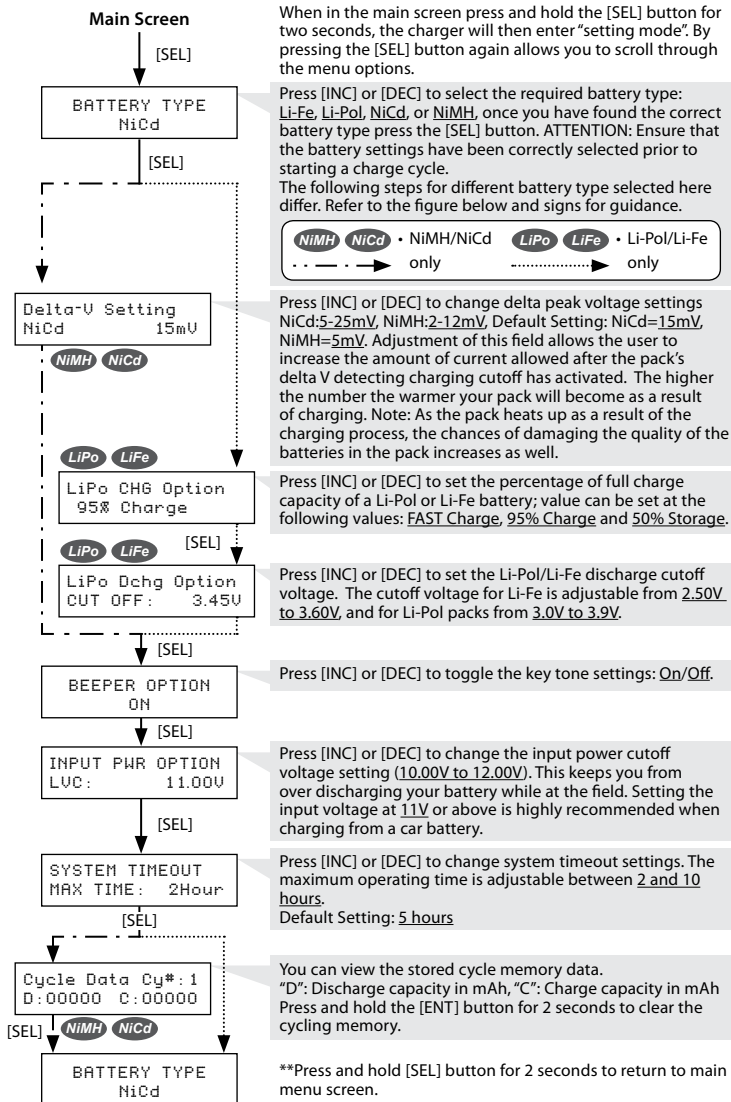 Main Screen
[SEL]
When in the main screen press and hold the [SEL] button for
two seconds, the charger will then enter “setting mode”. By
pressing the [SEL] button again allows you to scroll through
the menu options.
BATTERY TYPE
NiCd
[SEL]
Press [INC] or [DEC] to select the required battery type:
Li-Fe, Li-Pol, NiCd, or NiMH, once you have found the correct
battery type press the [SEL] button. ATTENTION: Ensure that
the battery settings have been correctly selected prior to
starting a charge cycle.
The following steps for different battery type selected here
differ. Refer to the figure below and signs for guidance.
NiMH NiCd • NiMH/NiCd
only
LiPo LiFe • Li-Pol/Li-Fe
only
Delta-V Setting
NiCd 15mV
NiMH NiCd
Press [INC] or [DEC] to change delta peak voltage settings
NiCd:5-25mV, NiMH:2-12mV, Default Setting: NiCd=15mV,
NiMH=5mV. Adjustment of this field allows the user to
increase the amount of current allowed after the pack’s
delta V detecting charging cutoff has activated. The higher
the number the warmer your pack will become as a result
of charging. Note: As the pack heats up as a result of the
charging process, the chances of damaging the quality of the
batteries in the pack increases as well.
LiPo LiFe
LiPo CHG Option
95% Charge
Press [INC] or [DEC] to set the percentage of full charge
capacity of a Li-Pol or Li-Fe battery; value can be set at the
following values: FAST Charge, 95% Charge and 50% Storage.
LiPo LiFe
[SEL]
LiPo Dchg Option
CUT OFF: 3.45V
Press [INC] or [DEC] to set the Li-Pol/Li-Fe discharge cutoff
voltage. The cutoff voltage for Li-Fe is adjustable from 2.50V
to 3.60V, and for Li-Pol packs from 3.0V to 3.9V.
[SEL]
BEEPER OPTION
ON
Press [INC] or [DEC] to toggle the key tone settings: On/Off.
[SEL]
INPUT PWR OPTION
LVC: 11.00V
Press [INC] or [DEC] to change the input power cutoff
voltage setting (10.00V to 12.00V). This keeps you from
over discharging your battery while at the field. Setting the
input voltage at 11V or above is highly recommended when
charging from a car battery.
[SEL]
SYSTEM TIMEOUT
MAX TIME: 2Hour
Press [INC] or [DEC] to change system timeout settings. The
maximum operating time is adjustable between 2 and 10
hours.
Default Setting: 5 hours
[SEL]
Cycle Data Cy#:1
D:00000 C:00000
You can view the stored cycle memory data.
“D”: Discharge capacity in mAh, “C”: Charge capacity in mAh
Press and hold the [ENT] button for 2 seconds to clear the
cycling memory.
[SEL]
NiMH NiCd
BATTERY TYPE
NiCd
**Press and hold [SEL] button for 2 seconds to return to main
menu screen.